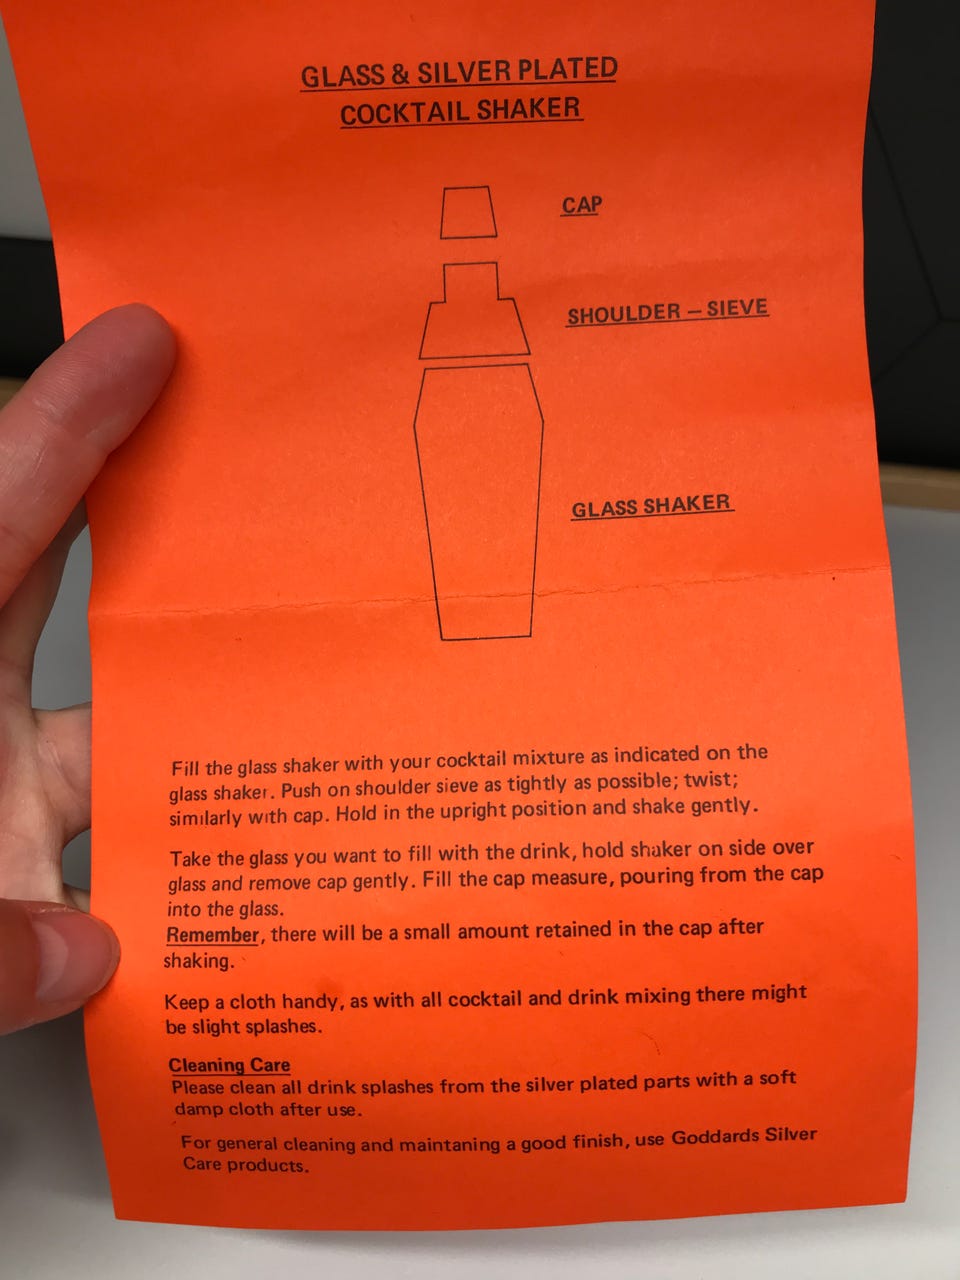 GLASS & SILVER PLATED
COCKTAIL SHAKER
CAP
SHOULDER – SIEVE
GLASS SHAKER
Fill the glass shaker with your cocktail mixture as indicated on the
glass shaker. Push on shoulder sieve as tightly as possible; twist;
similarly with cap. Hold in the upright position and shake gently.
Take the glass you want to fill with the drink, hold shaker on side over
glass and remove cap gently. Fill the cap measure, pouring from the cap
into the glass.
Remember, there will be a small amount retained in the cap after
shaking.
Keep a cloth handy, as with all cocktail and drink mixing there might
be slight splashes.
Cleaning Care
Please clean all drink splashes from the silver plated parts with a soft
damp cloth after use.
For general cleaning and maintaning a good finish, use Goddards Silver
Care products.